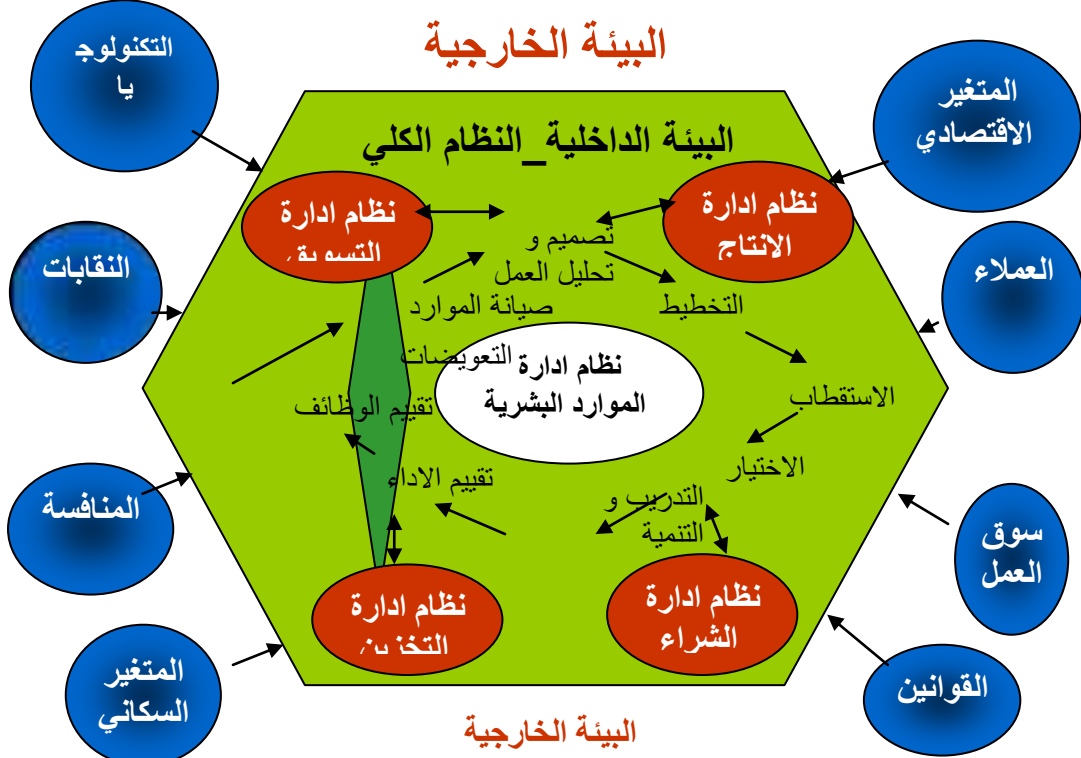 البيئة الخارجية
التكنولوج
يا
المتغير
الاقتصادي
البيئة الداخلية_النظام الكلي
نظام ادارة
التسويق
نظام ادارة
الانتاج
تصميم و
تحليل العمل
النقابات
العملاء
صيانة الموارد
التخطيط
التعويضات
نظام ادارة
الموارد البشرية
الاستقطاب
تقييم الوظائف
الاختيار
تقييم الاداء
التدريب و
التنمية
المنافسة
سوق
العمل
نظام ادارة
التخزين
نظام ادارة
الشراء
المتغير
السكاني
القوانين
البيئة الخارجية